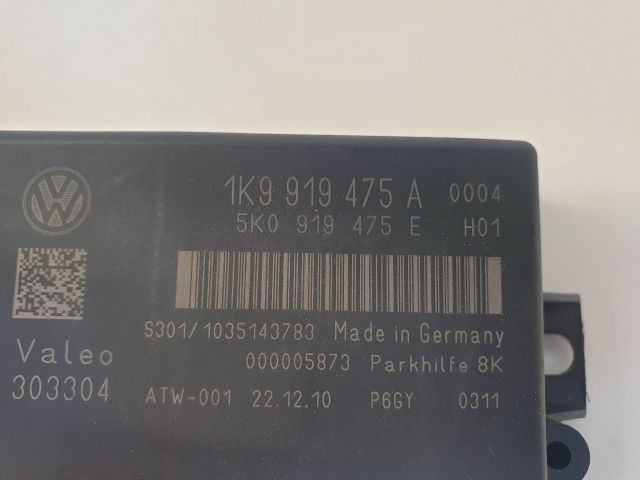 1K9 919 475 A 0004
5K0 919 475 E H01
S301/1035143783 Made in Germany
Valeo 000005873 Parkhilfe 8K
303304 ATW-001 22.12.10 P6GY 0311